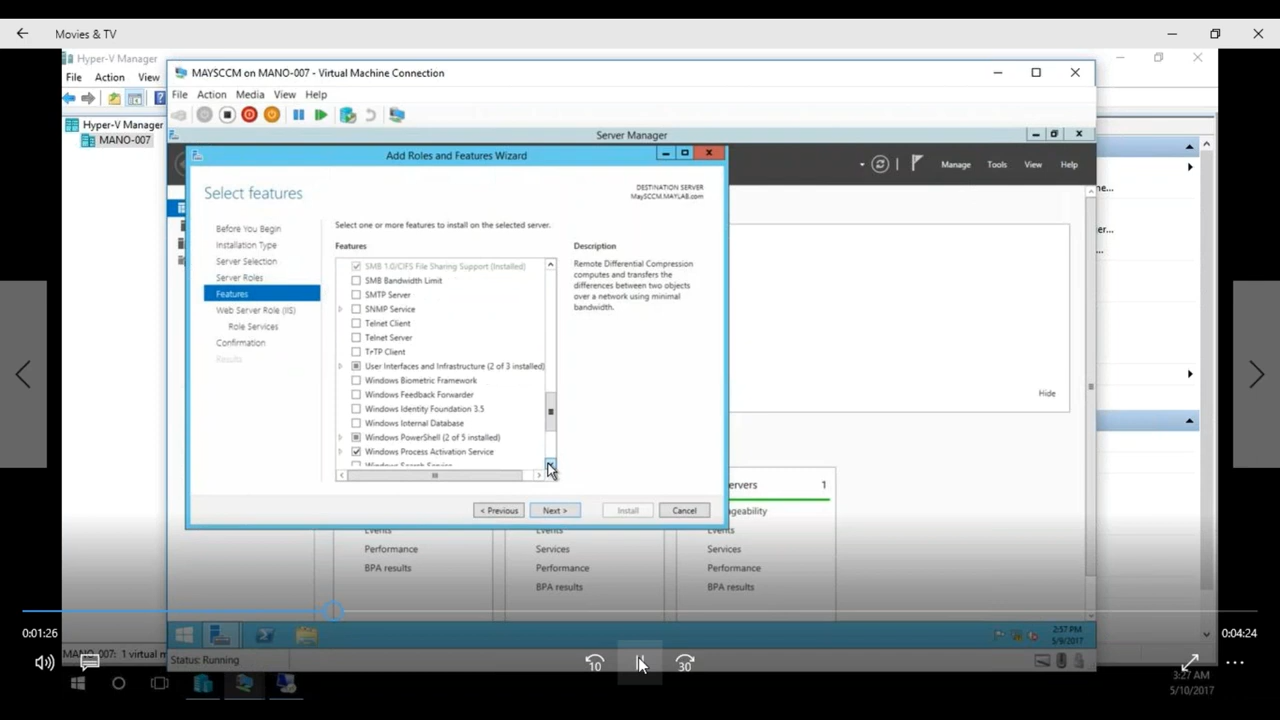 Movies & TV
Hyper-V Manager
File Action View
MAYSCCM on MANO-007 - Virtual Machine Connection
File Action Media View Help
Hyper-V Manager
MANO-007
Server Manager
Manage Tools View Help
Add Roles and Features Wizard
Select features
DESTINATION SERVER
MaySCCM.MAYLAB.com
Before You Begin
Installation Type
Server Selection
Server Roles
Features
Web Server Role (IIS)
Role Services
Confirmation
Results
Select one or more features to install on the selected server.
Features
SMB 1.0/CIFS File Sharing Support (Installed)
SMB Bandwidth Limit
SMTP Server
SNMP Service
Telnet Client
Telnet Server
TFTP Client
User Interfaces and Infrastructure (2 of 3 installed)
Windows Biometric Framework
Windows Feedback Forwarder
Windows Identity Foundation 3.5
Windows Internal Database
Windows PowerShell (2 of 5 installed)
Windows Process Activation Service
Windows Search Service
Description
Remote Differential Compression
computes and transfers the
differences between two objects
over a network using minimal
bandwidth.
< Previous Next > Install Cancel
ne...
er...
...
Hide
ervers 1
geability
Events Events Events
Performance Services Services
BPA results Performance Performance
BPA results BPA results
0:01:26
0:04:24
2:57 PM
5/9/2017
MANO-007: 1 virtual m
Status: Running
10
30
3:27 AM
5/10/2017